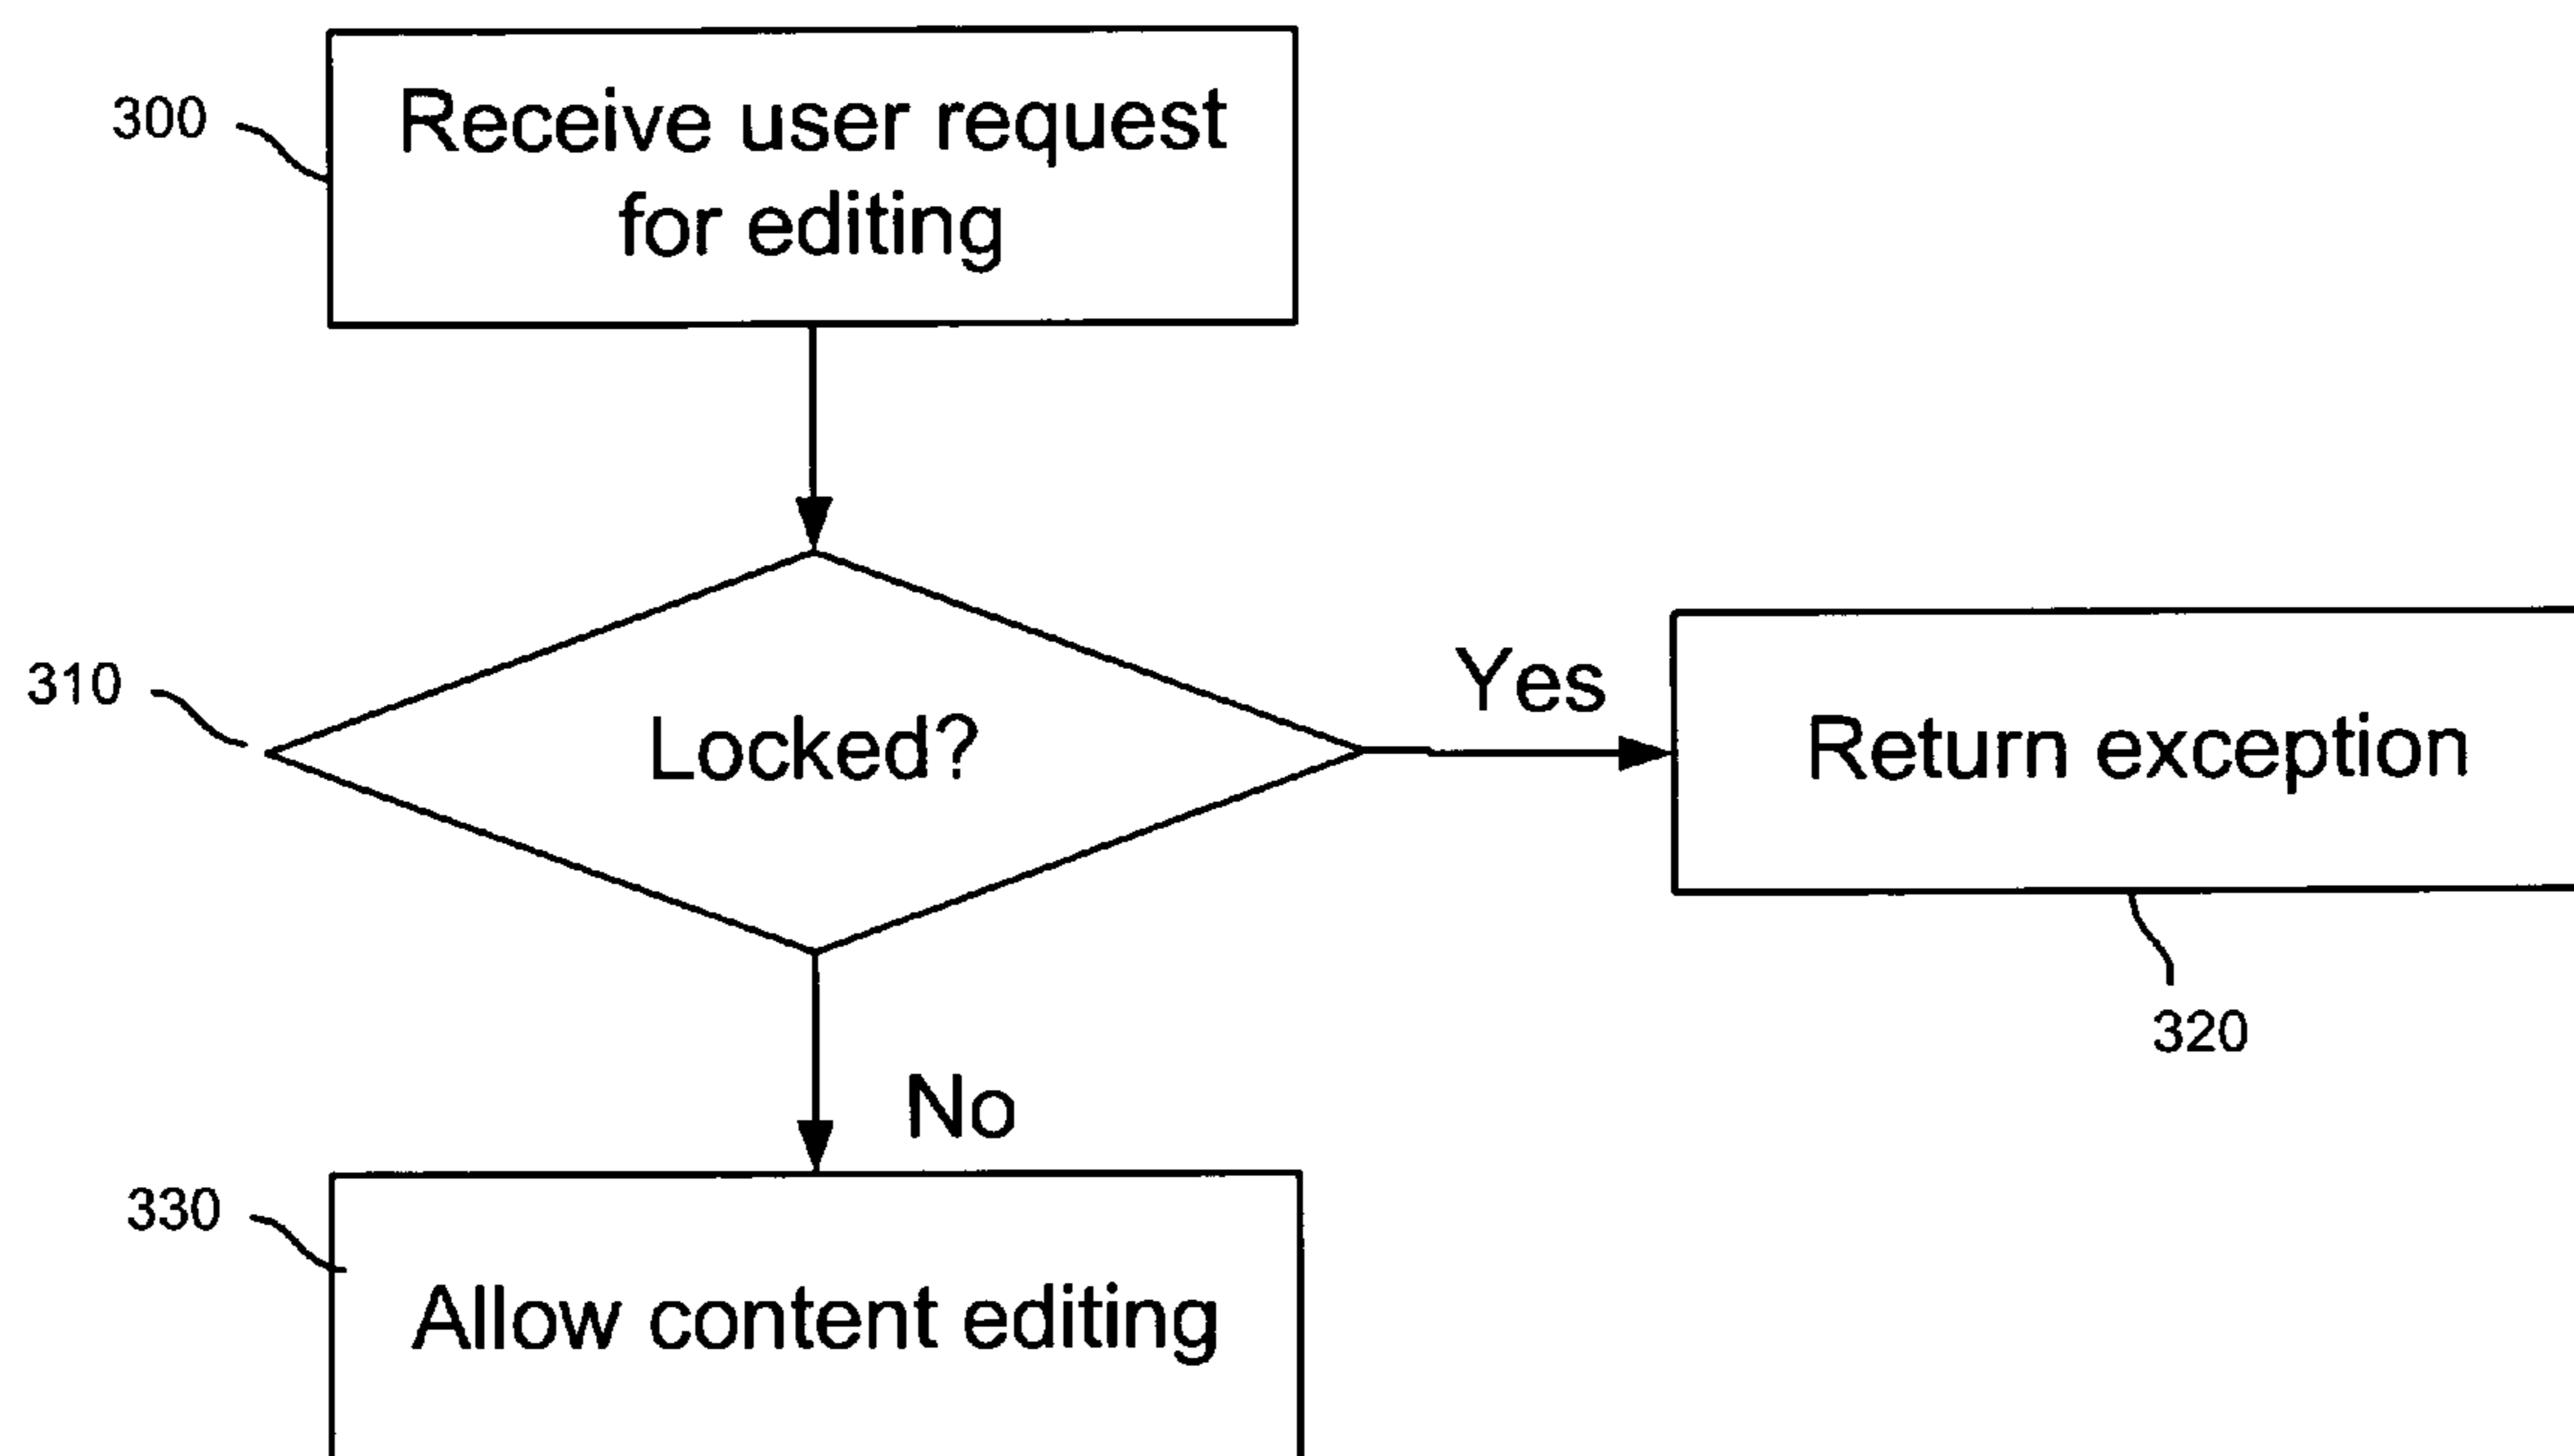 300
Receive user request
for editing
310
Locked?
Yes
Return exception
320
No
330
Allow content editing